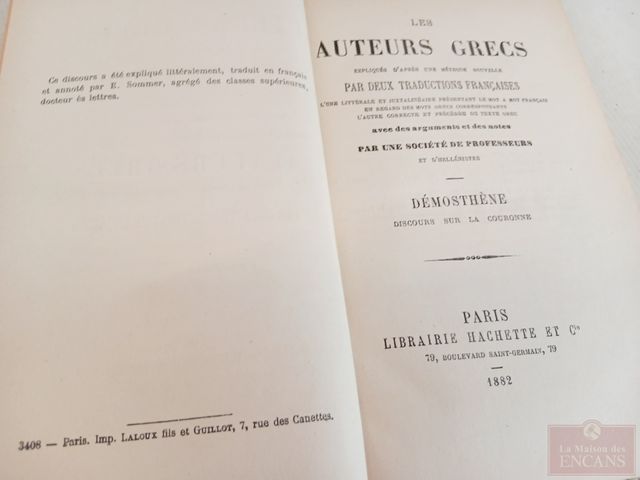 Ce discours a été expliqué littéralement, traduit en français
et annoté par E. Sommer, agrégé des classes supérieures,
docteur ès lettres.
3408 — Paris. Imp. LALOUX fils et GUILLOT, 7, rue des Canettes.
LES
AUTEURS GRECS
EXPLIQUÉS D'APRÈS UNE MÉTHODE NOUVELLE
PAR DEUX TRADUCTIONS FRANÇAISES
L'UNE LITTÉRALE ET JUXTALINÉAIRE PRÉSENTANT LE MOT A MOT FRANÇAIS
EN REGARD DES MOTS GRECS CORRESPONDANTS
L'AUTRE CORRECTE ET PRÉCÉDÉE DU TEXTE GREC
avec des arguments et des notes
PAR UNE SOCIÉTÉ DE PROFESSEURS
ET D'HELLÉNISTES
DÉMOSTHÈNE
DISCOURS SUR LA COURONNE
PARIS
LIBRAIRIE HACHETTE ET Cie
79, BOULEVARD SAINT-GERMAIN, 79
1882
La Maison des
ENCANS